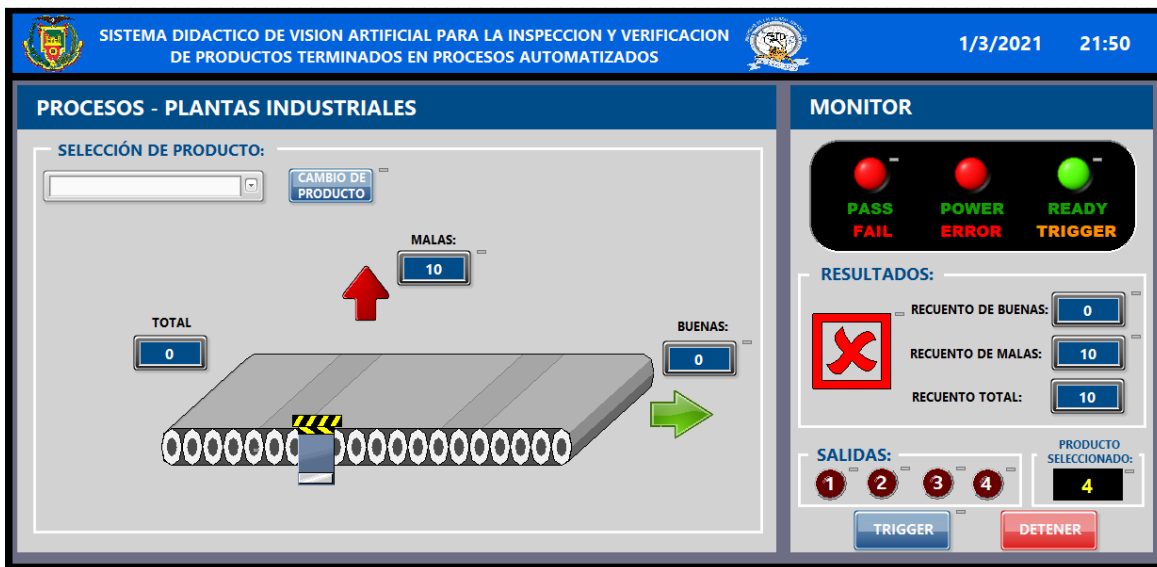 SISTEMA DIDACTICO DE VISION ARTIFICIAL PARA LA INSPECCION Y VERIFICACION
DE PRODUCTOS TERMINADOS EN PROCESOS AUTOMATIZADOS
1/3/2021 21:50
PROCESOS - PLANTAS INDUSTRIALES
SELECCIÓN DE PRODUCTO:
CAMBIO DE
PRODUCTO
MALAS:
10
TOTAL
0
BUENAS:
0
MONITOR
PASS POWER READY
FAIL ERROR TRIGGER
RESULTADOS:
RECUENTO DE BUENAS: 0
RECUENTO DE MALAS: 10
RECUENTO TOTAL: 10
SALIDAS:
1 2 3 4
PRODUCTO
SELECCIONADO:
4
TRIGGER DETENER